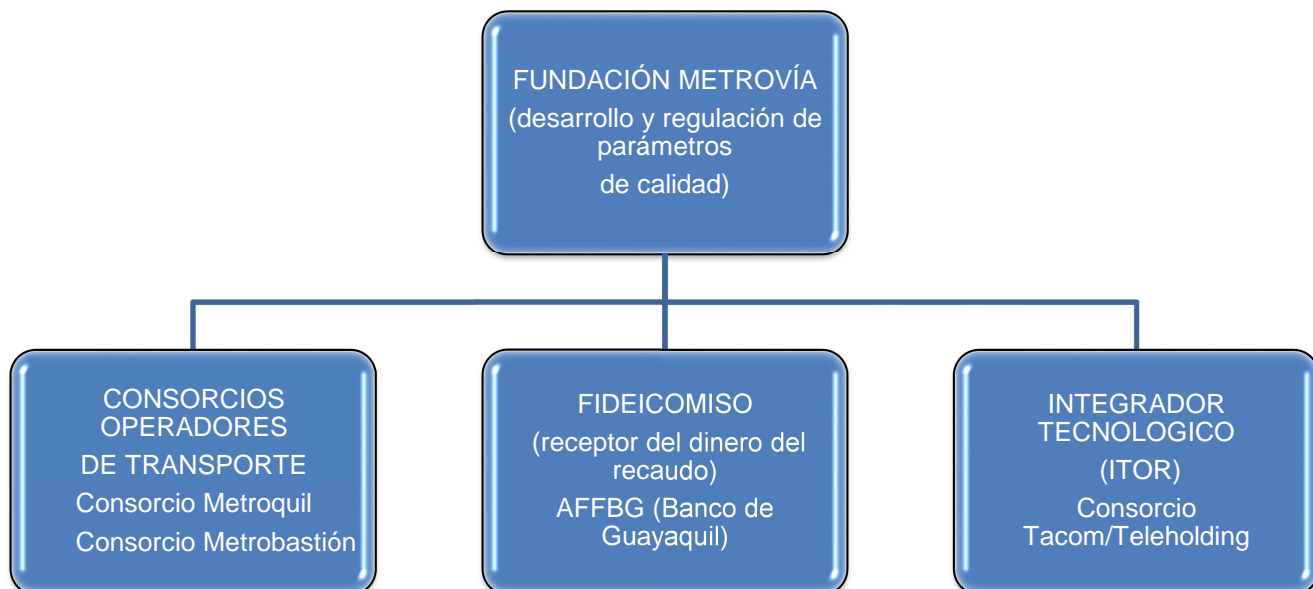 FUNDACIÓN METROVÍA
(desarrollo y regulación de
parámetros
de calidad)
CONSORCIOS
OPERADORES
DE TRANSPORTE
Consorcio Metroquil
Consorcio Metrobastión
FIDEICOMISO
(receptor del dinero del
recaudo)
AFFBG (Banco de
Guayaquil)
INTEGRADOR
TECNOLOGICO
(ITOR)
Consorcio
Tacom/Teleholding